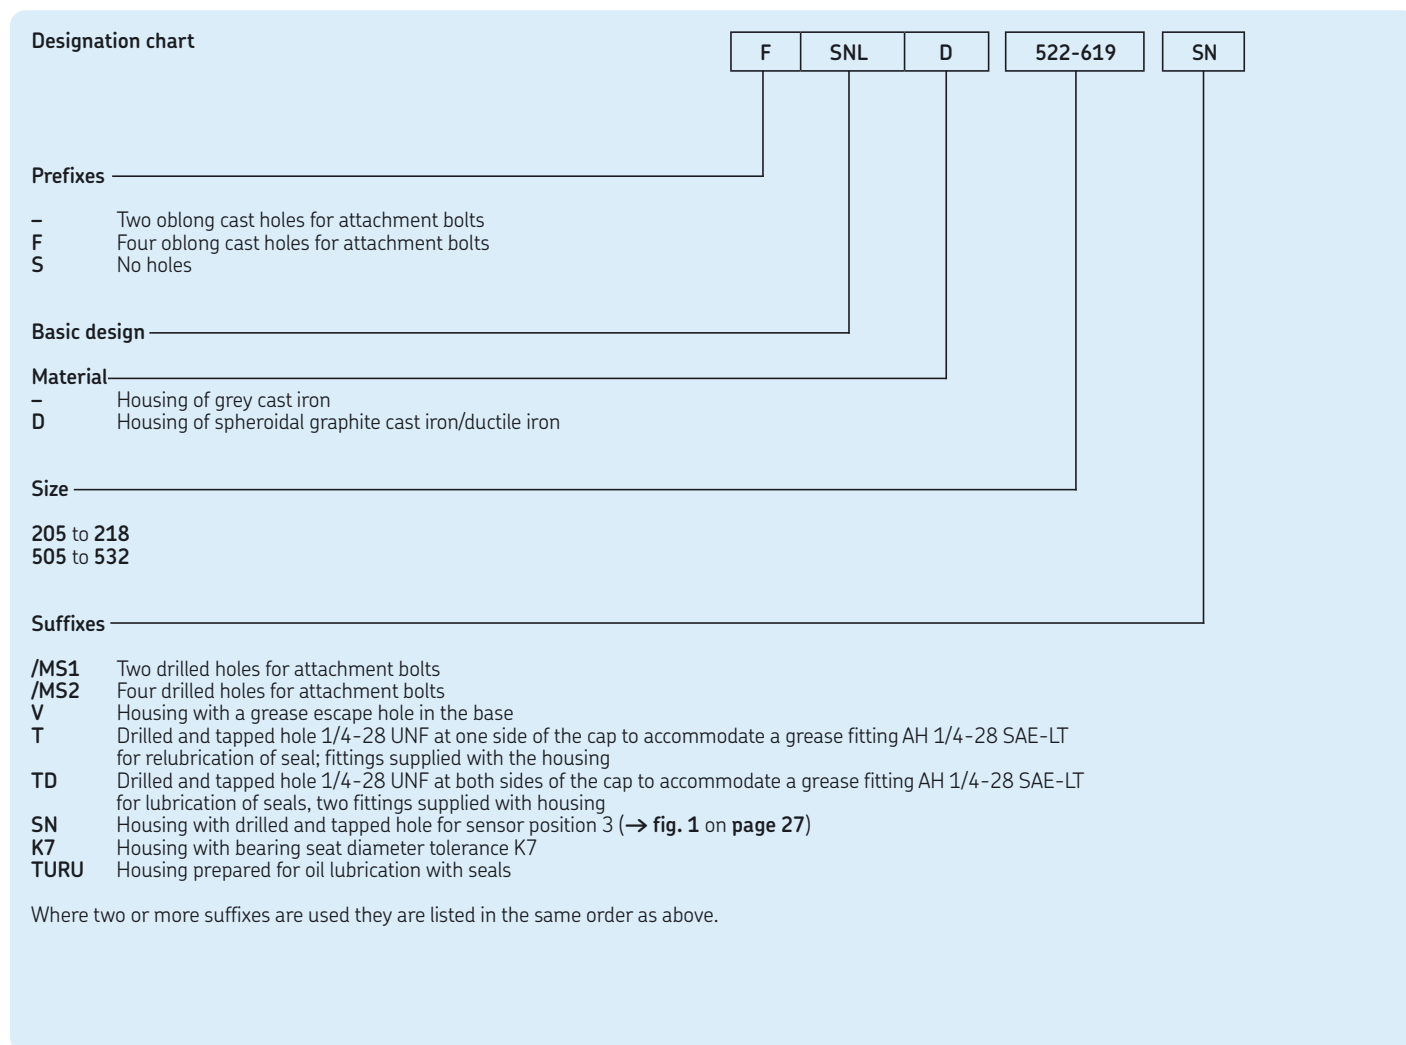 Designation chart
F SNL D 522-619 SN
Prefixes
– Two oblong cast holes for attachment bolts
F Four oblong cast holes for attachment bolts
S No holes
Basic design
Material
– Housing of grey cast iron
D Housing of spheroidal graphite cast iron/ductile iron
Size
205 to 218
505 to 532
Suffixes
/MS1 Two drilled holes for attachment bolts
/MS2 Four drilled holes for attachment bolts
V Housing with a grease escape hole in the base
T Drilled and tapped hole 1/4-28 UNF at one side of the cap to accommodate a grease fitting AH 1/4-28 SAE-LT
for relubrication of seal; fittings supplied with the housing
TD Drilled and tapped hole 1/4-28 UNF at both sides of the cap to accommodate a grease fitting AH 1/4-28 SAE-LT
for lubrication of seals, two fittings supplied with housing
SN Housing with drilled and tapped hole for sensor position 3 (→ fig. 1 on page 27)
K7 Housing with bearing seat diameter tolerance K7
TURU Housing prepared for oil lubrication with seals
Where two or more suffixes are used they are listed in the same order as above.